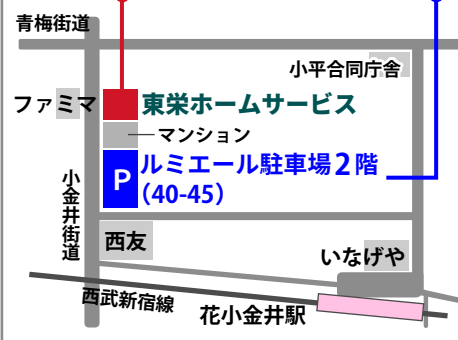 青梅街道
小平合同庁舎
ファミマ
東栄ホームサービス
マンション
P
ルミエール駐車場2階
(40-45)
小金井街道
西友
いなげや
西武新宿線
花小金井駅